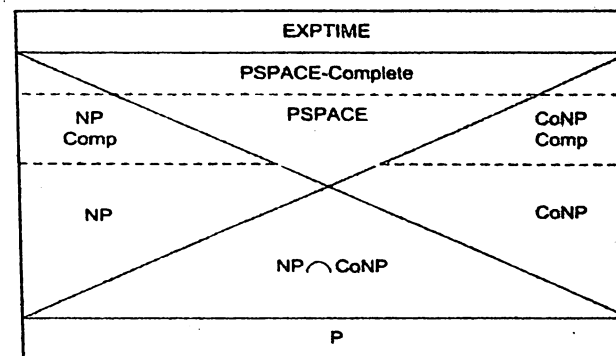 EXPTIME
PSPACE-Complete
NP
Comp
PSPACE
CoNP
Comp
NP
CoNP
NP⌒CoNP
P